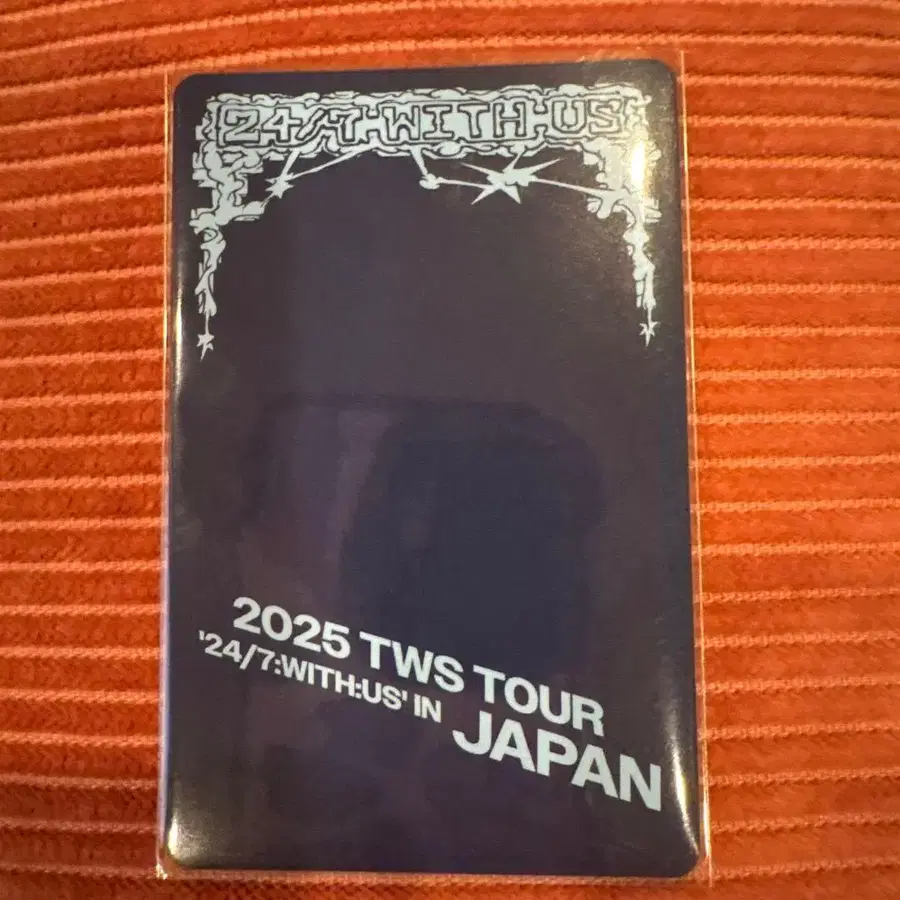 24/7:WITH:US
2025 TWS TOUR
'24/7:WITH:US' IN JAPAN